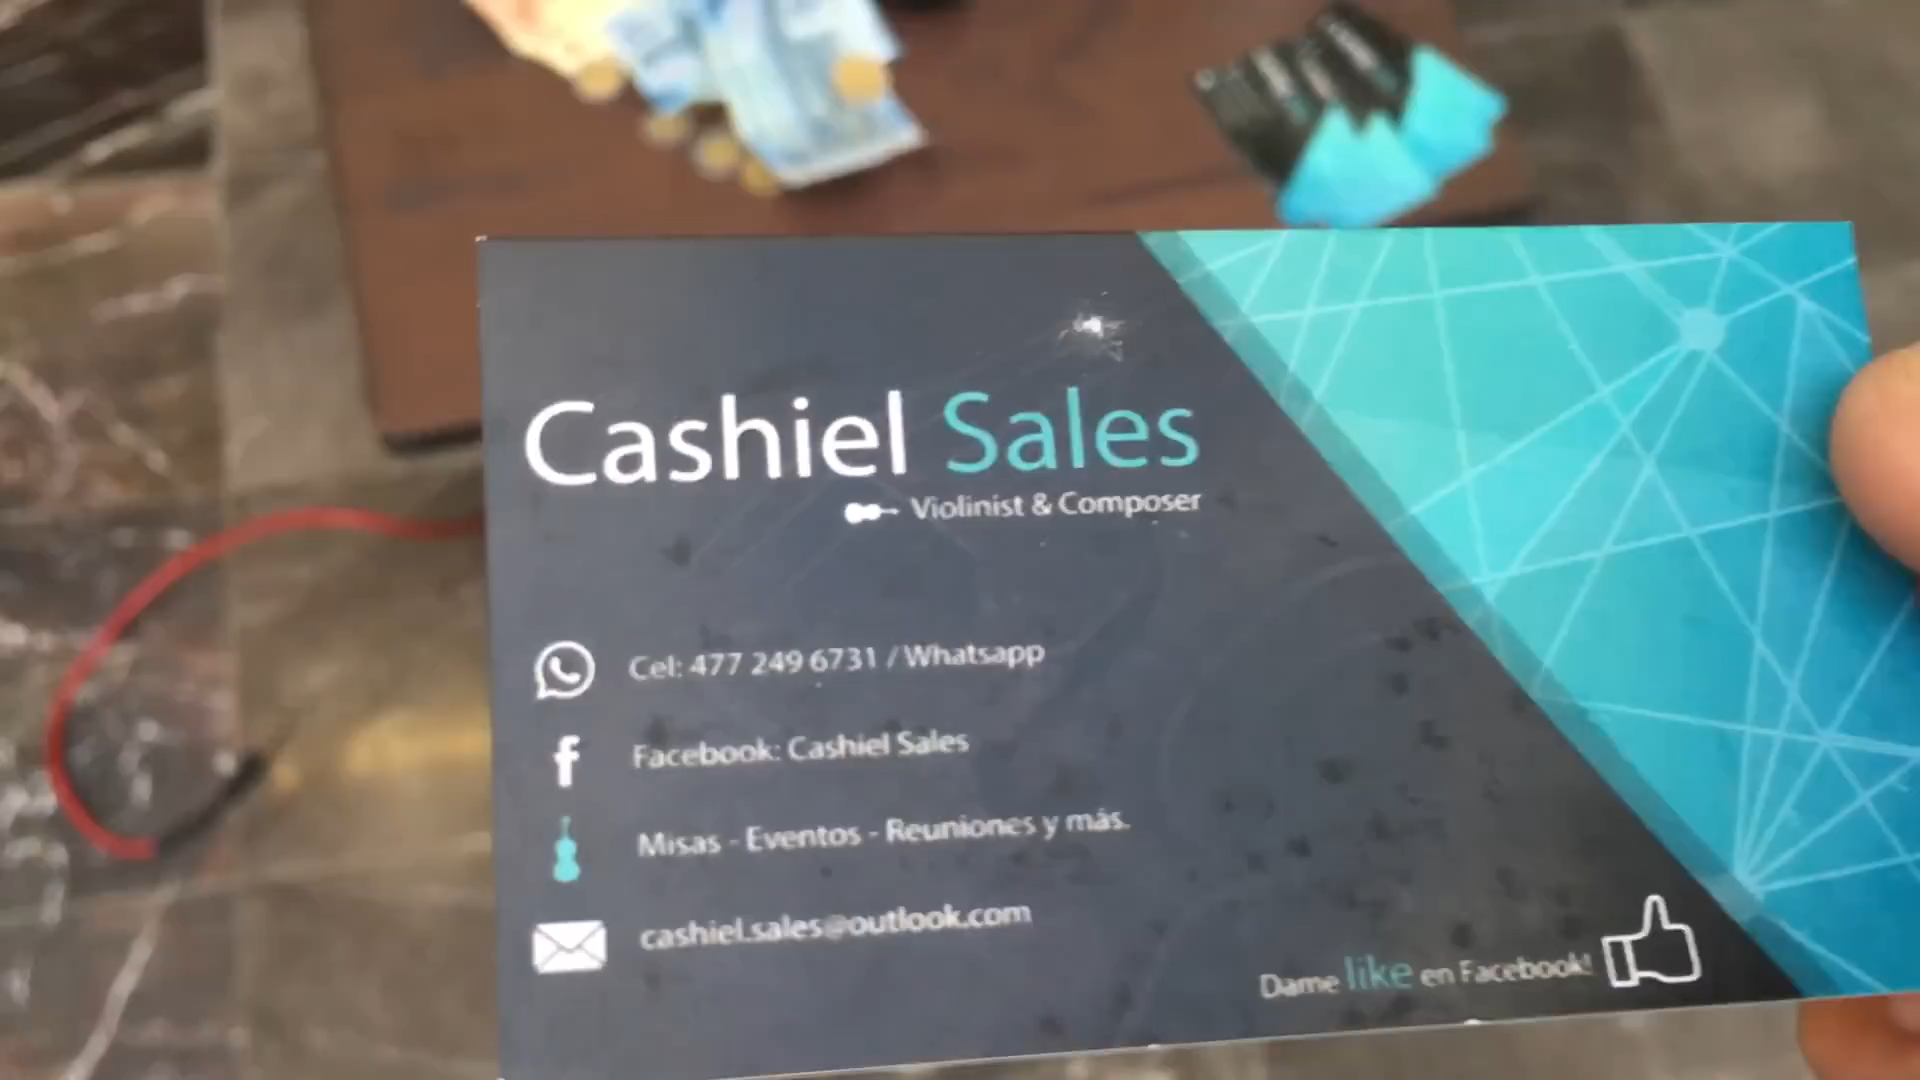 Cashiel Sales
Violinist & Composer
Cel: 477 249 6731 / Whatsapp
Facebook: Cashiel Sales
Misas - Eventos - Reuniones y más.
cashiel.sales@outlook.com
Dame like en Facebook!